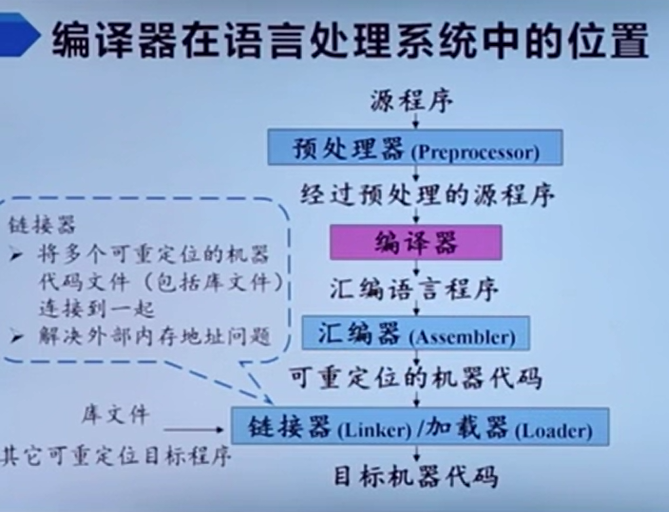 编译器在语言处理系统中的位置
源程序
预处理器 (Preprocessor)
经过预处理的源程序
编译器
汇编语言程序
汇编器 (Assembler)
可重定位的机器代码
链接器
➢ 将多个可重定位的机器
代码文件（包括库文件）
连接到一起
➢ 解决外部内存地址问题
库文件
其它可重定位目标程序
链接器 (Linker) /加载器 (Loader)
目标机器代码